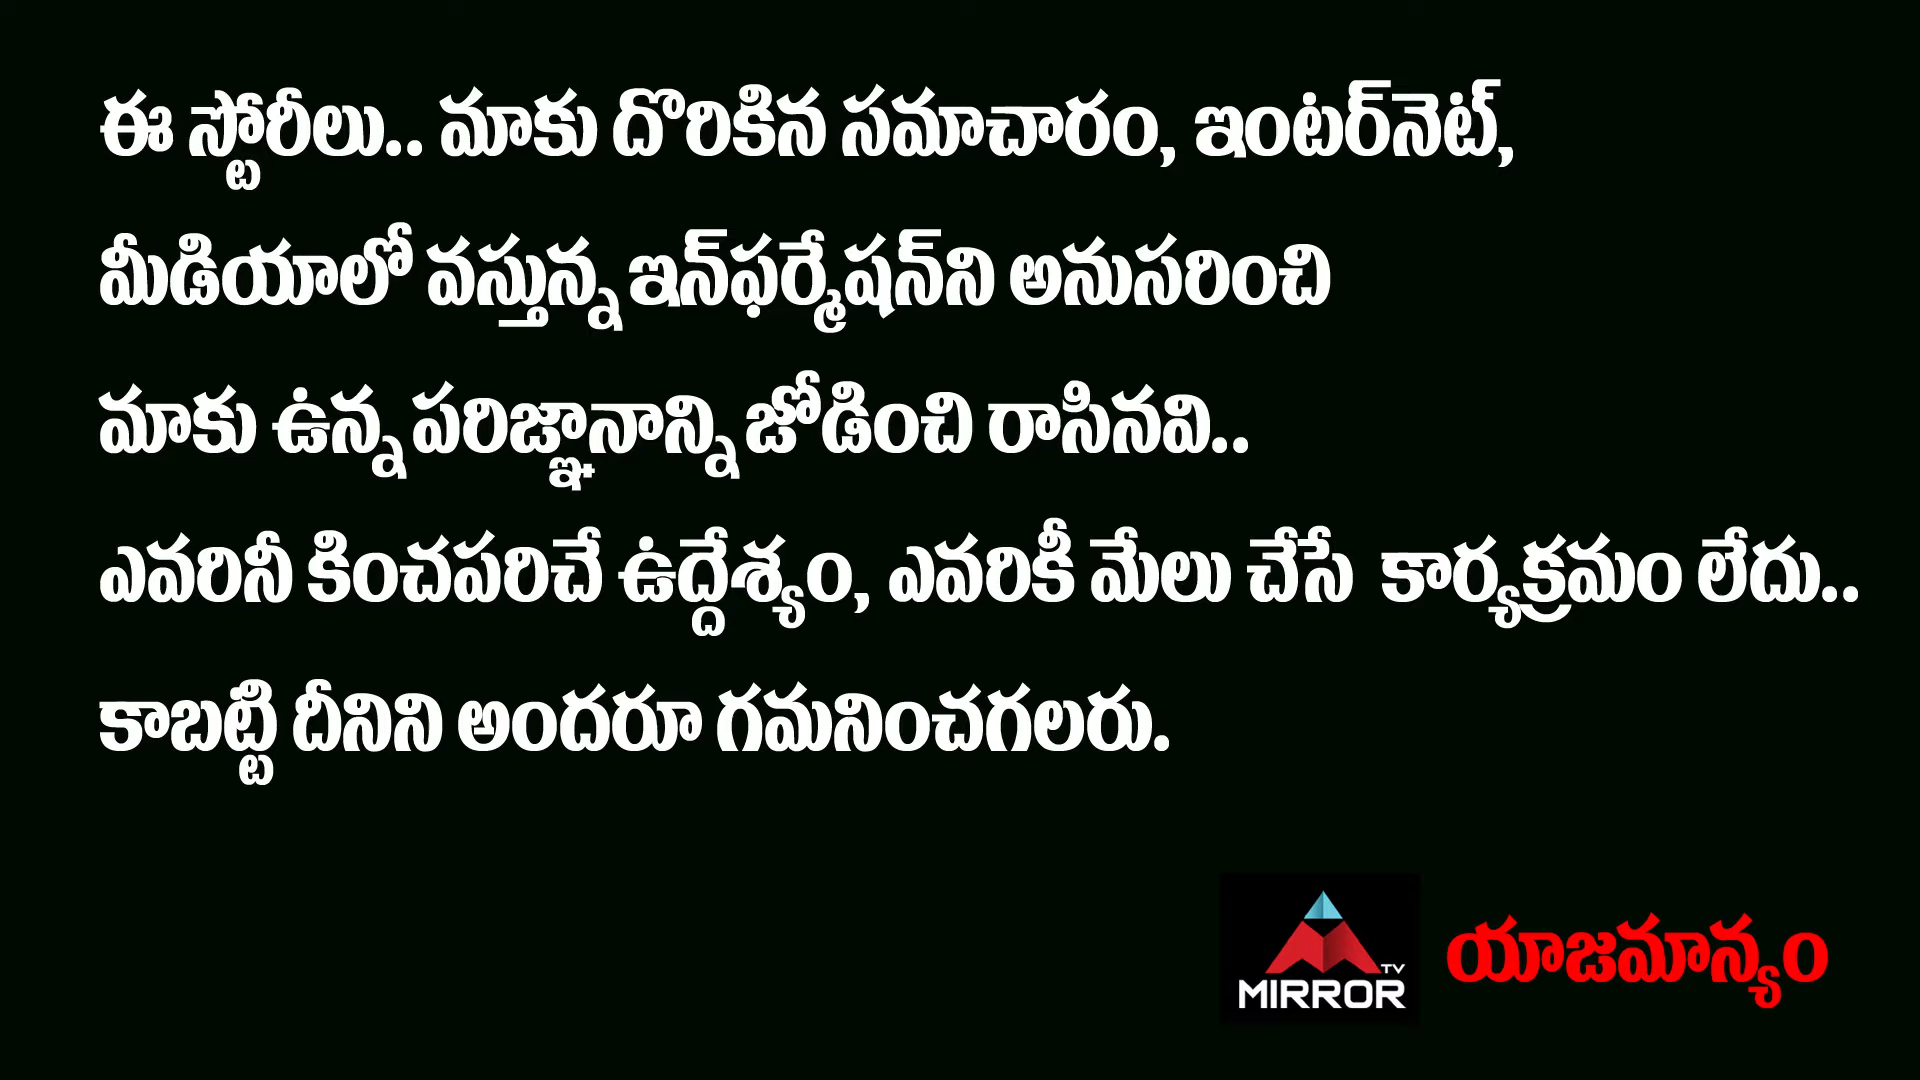 ఈ స్టోరీలు.. మాకు దొరికిన సమాచారం, ఇంటర్‌నెట్,
మీడియాలో వస్తున్న ఇన్‌ఫర్మేషన్‌ని అనుసరించి
మాకు ఉన్న పరిజ్ఞానాన్ని జోడించి రాసినవి..
ఎవరినీ కించపరిచే ఉద్దేశ్యం, ఎవరికీ మేలు చేసే కార్యక్రమం లేదు..
కాబట్టి దీనిని అందరూ గమనించగలరు.
TV
MIRROR
యాజమాన్యం